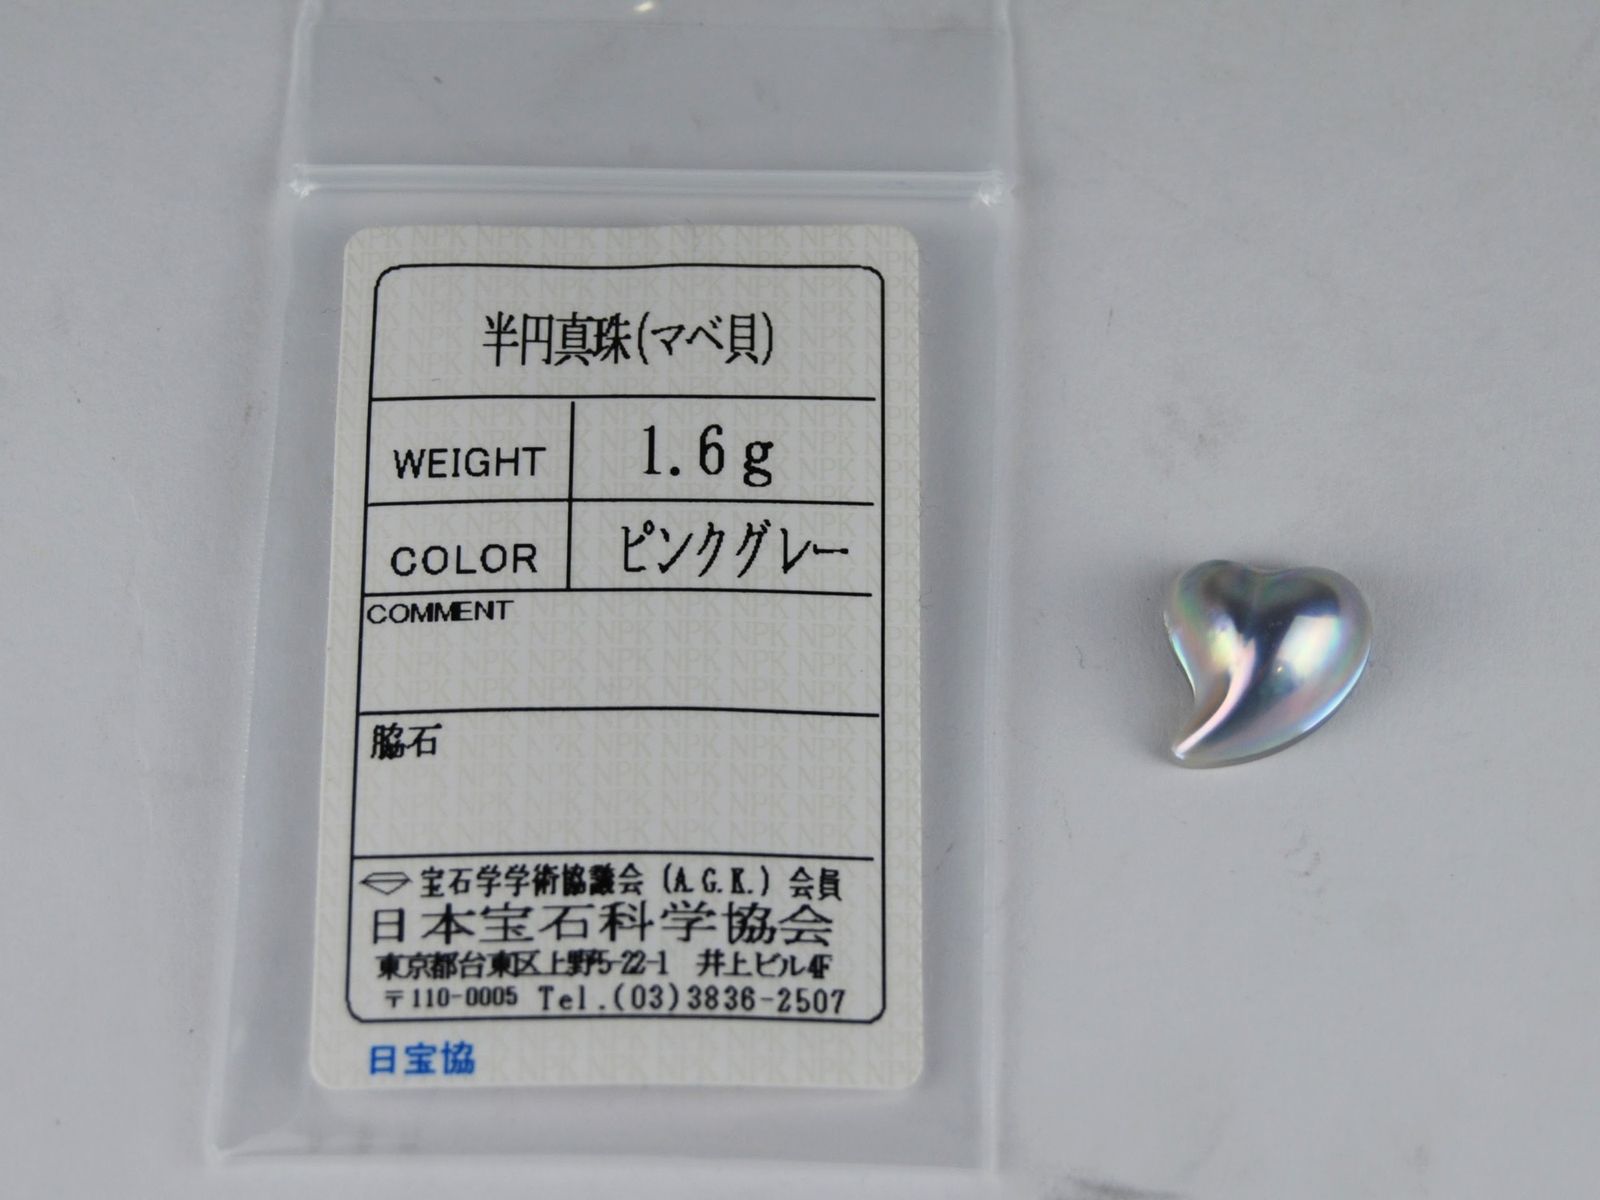 半円真珠(マベ貝)
WEIGHT 1.6g
COLOR ピンクグレー
COMMENT
脇石
宝石学学術協議会 (A.G.K.) 会員
日本宝石科学協会
東京都台東区上野5-22-1 井上ビル4F
〒110-0005 Tel.(03)3836-2507
日宝協